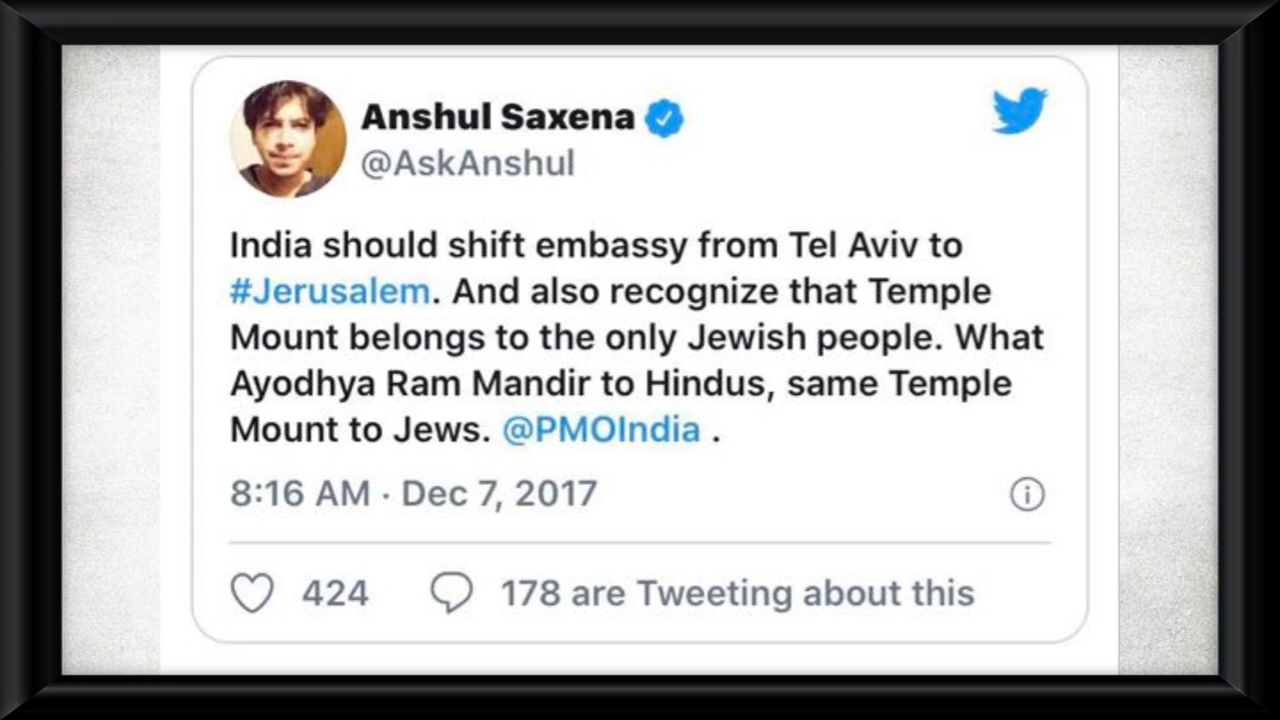 Anshul Saxena
@AskAnshul
India should shift embassy from Tel Aviv to
#Jerusalem. And also recognize that Temple
Mount belongs to the only Jewish people. What
Ayodhya Ram Mandir to Hindus, same Temple
Mount to Jews. @PMOIndia .
8:16 AM · Dec 7, 2017
424 178 are Tweeting about this